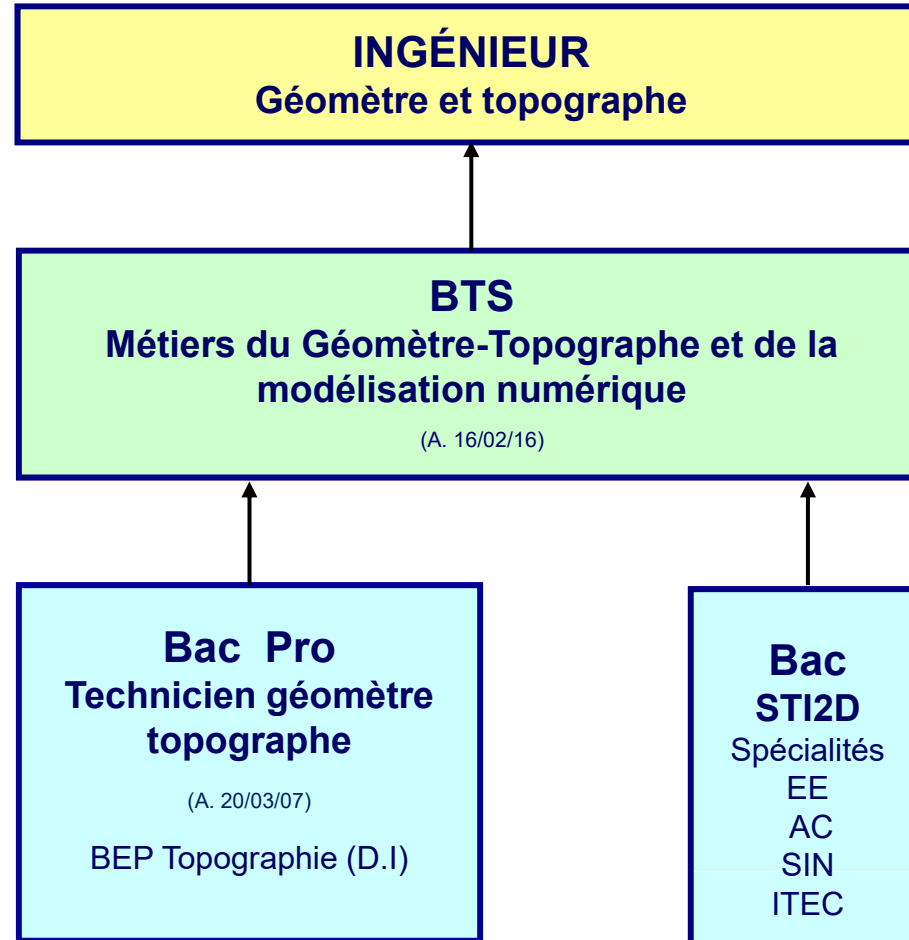 INGÉNIEUR
Géomètre et topographe
BTS
Métiers du Géomètre-Topographe et de la
modélisation numérique
(A. 16/02/16)
Bac Pro
Technicien géomètre
topographe
(A. 20/03/07)
BEP Topographie (D.I)
Bac
STI2D
Spécialités
EE
AC
SIN
ITEC